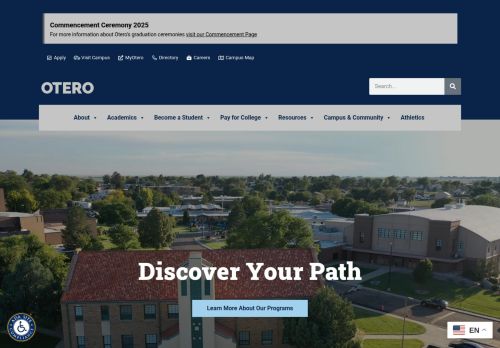 Commencement Ceremony 2025
For more information about Otero's graduation ceremonies visit our Commencement Page
Apply Visit Campus MyOtero Directory Careers Campus Map
OTERO
Search...
About Academics Become a Student Pay for College Resources Campus & Community Athletics
Discover Your Path
Learn More About Our Programs
EN